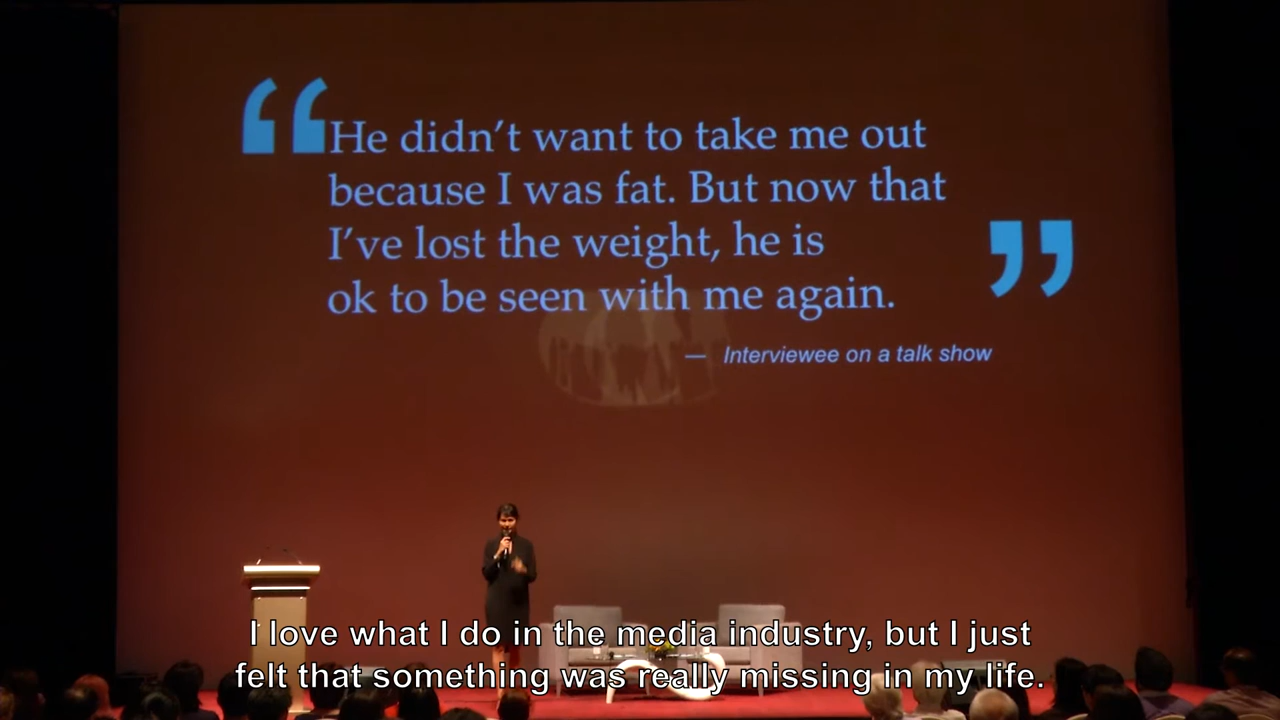 “He didn’t want to take me out
because I was fat. But now that
I’ve lost the weight, he is
ok to be seen with me again.”
— Interviewee on a talk show
I love what I do in the media industry, but I just
felt that something was really missing in my life.